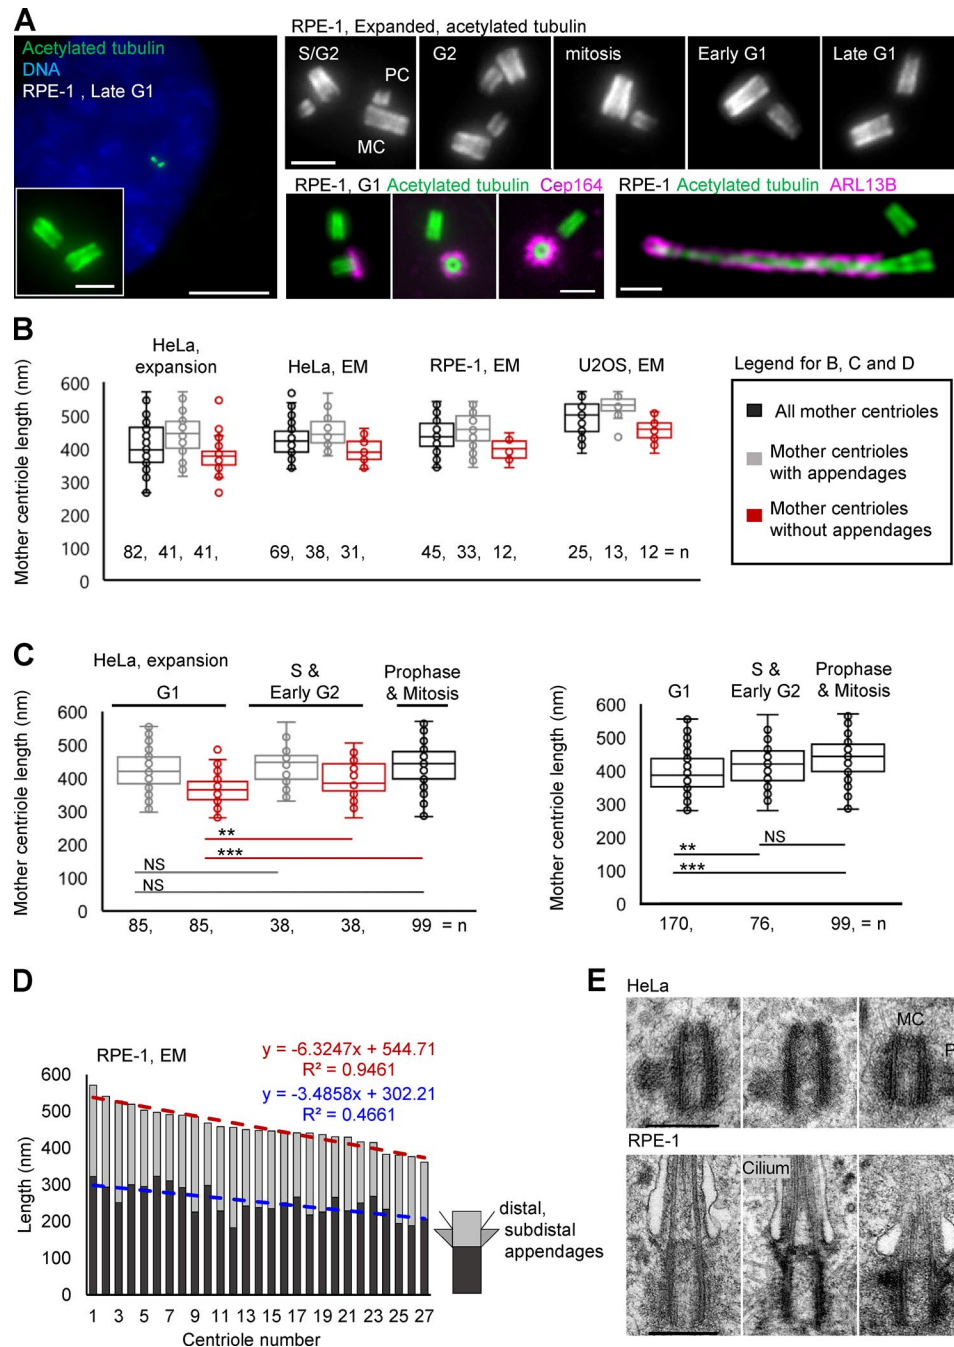 A
Acetylated tubulin
DNA
RPE-1 , Late G1
RPE-1, Expanded, acetylated tubulin
S/G2
PC
MC
G2
mitosis
Early G1
Late G1
RPE-1, G1 Acetylated tubulin Cep164
RPE-1 Acetylated tubulin ARL13B
B
Mother centriole length (nm)
600
500
400
300
200
100
0
HeLa,
expansion
HeLa, EM
RPE-1, EM
U2OS, EM
82, 41, 41,
69, 38, 31,
45, 33, 12,
25, 13, 12 = n
Legend for B, C and D
All mother centrioles
Mother centrioles
with appendages
Mother centrioles
without appendages
C
HeLa, expansion
G1
S &
Early G2
Prophase
& Mitosis
Mother centriole length (nm)
600
500
400
300
200
100
0
**
***
NS
NS
85, 85, 38, 38, 99 = n
G1
S &
Early G2
Prophase
& Mitosis
Mother centriole length (nm)
600
500
400
300
200
100
0
NS
**
***
170, 76, 99, = n
D
RPE-1, EM
y = -6.3247x + 544.71
R² = 0.9461
y = -3.4858x + 302.21
R² = 0.4661
Length (nm)
600
500
400
300
200
100
0
1 3 5 7 9 11 13 15 17 19 21 23 25 27
Centriole number
distal,
subdistal
appendages
E
HeLa
MC
P
RPE-1
Cilium